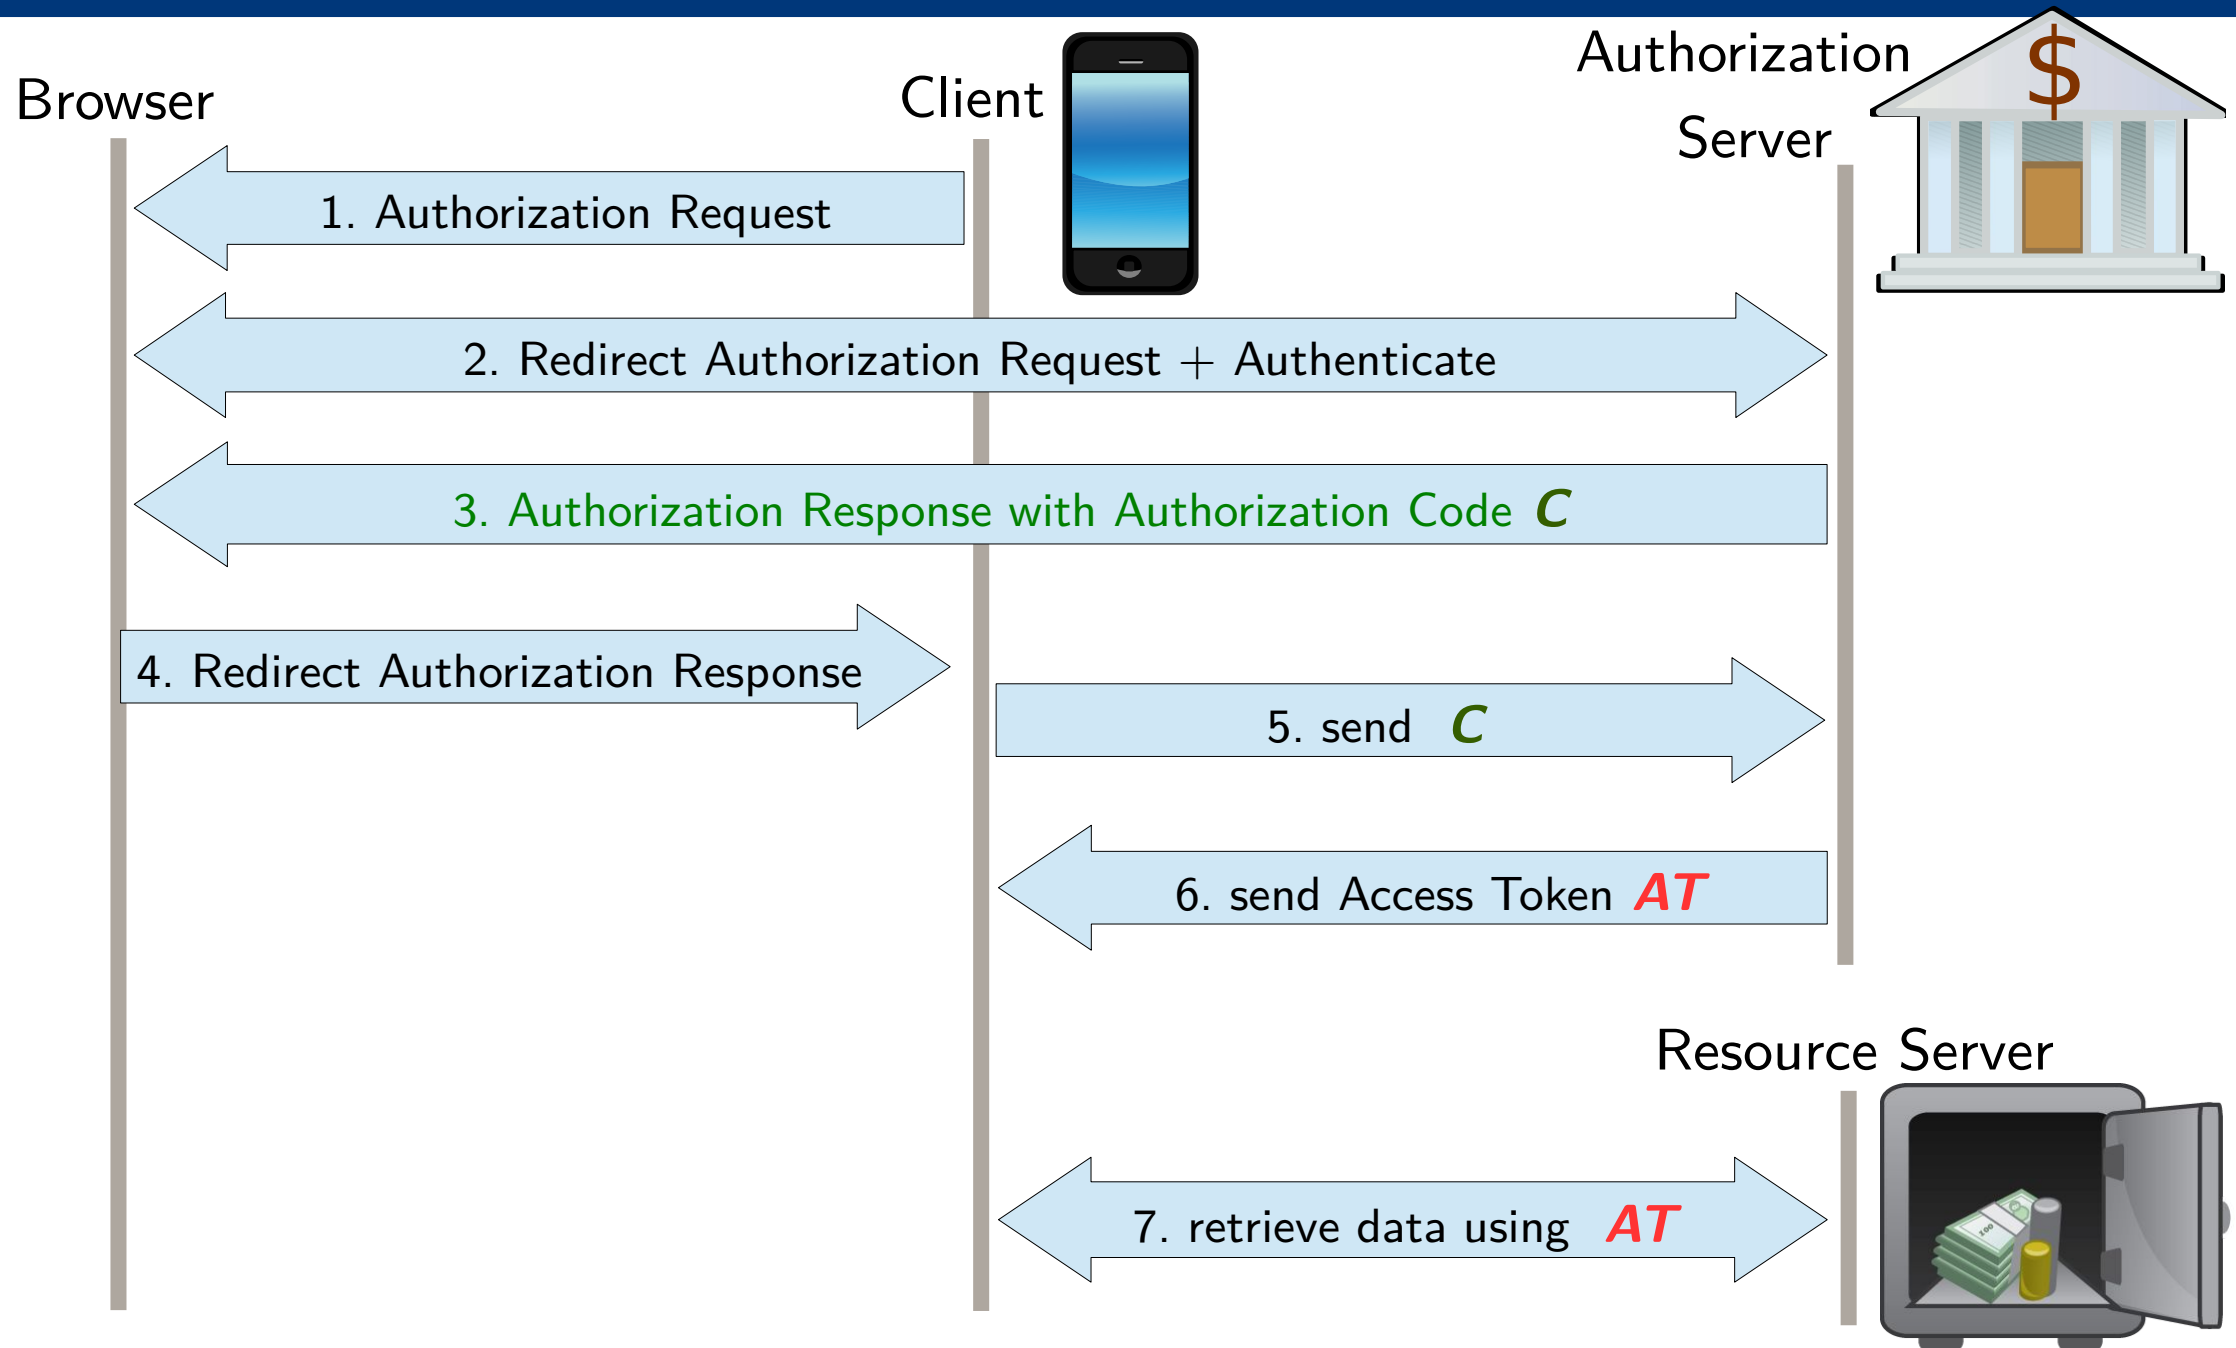 Browser
Client
Authorization
Server
$
1. Authorization Request
2. Redirect Authorization Request + Authenticate
3. Authorization Response with Authorization Code C
4. Redirect Authorization Response
5. send C
6. send Access Token AT
Resource Server
7. retrieve data using AT
100